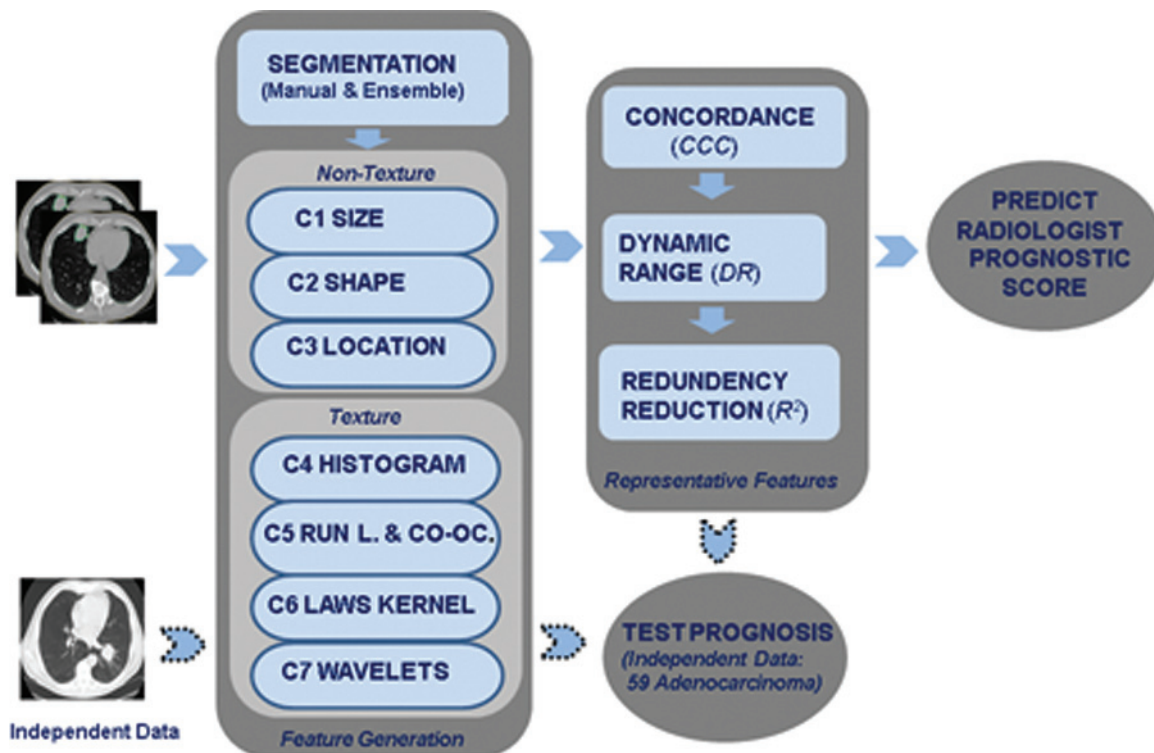 SEGMENTATION
(Manual & Ensemble)
Non-Texture
C1 SIZE
C2 SHAPE
C3 LOCATION
Texture
C4 HISTOGRAM
C5 RUN L. & CO-OC.
C6 LAWS KERNEL
C7 WAVELETS
Feature Generation
CONCORDANCE
(CCC)
DYNAMIC
RANGE (DR)
REDUNDENCY
REDUCTION (R²)
Representative Features
PREDICT
RADIOLOGIST
PROGNOSTIC
SCORE
TEST PROGNOSIS
(Independent Data:
59 Adenocarcinoma)
Independent Data